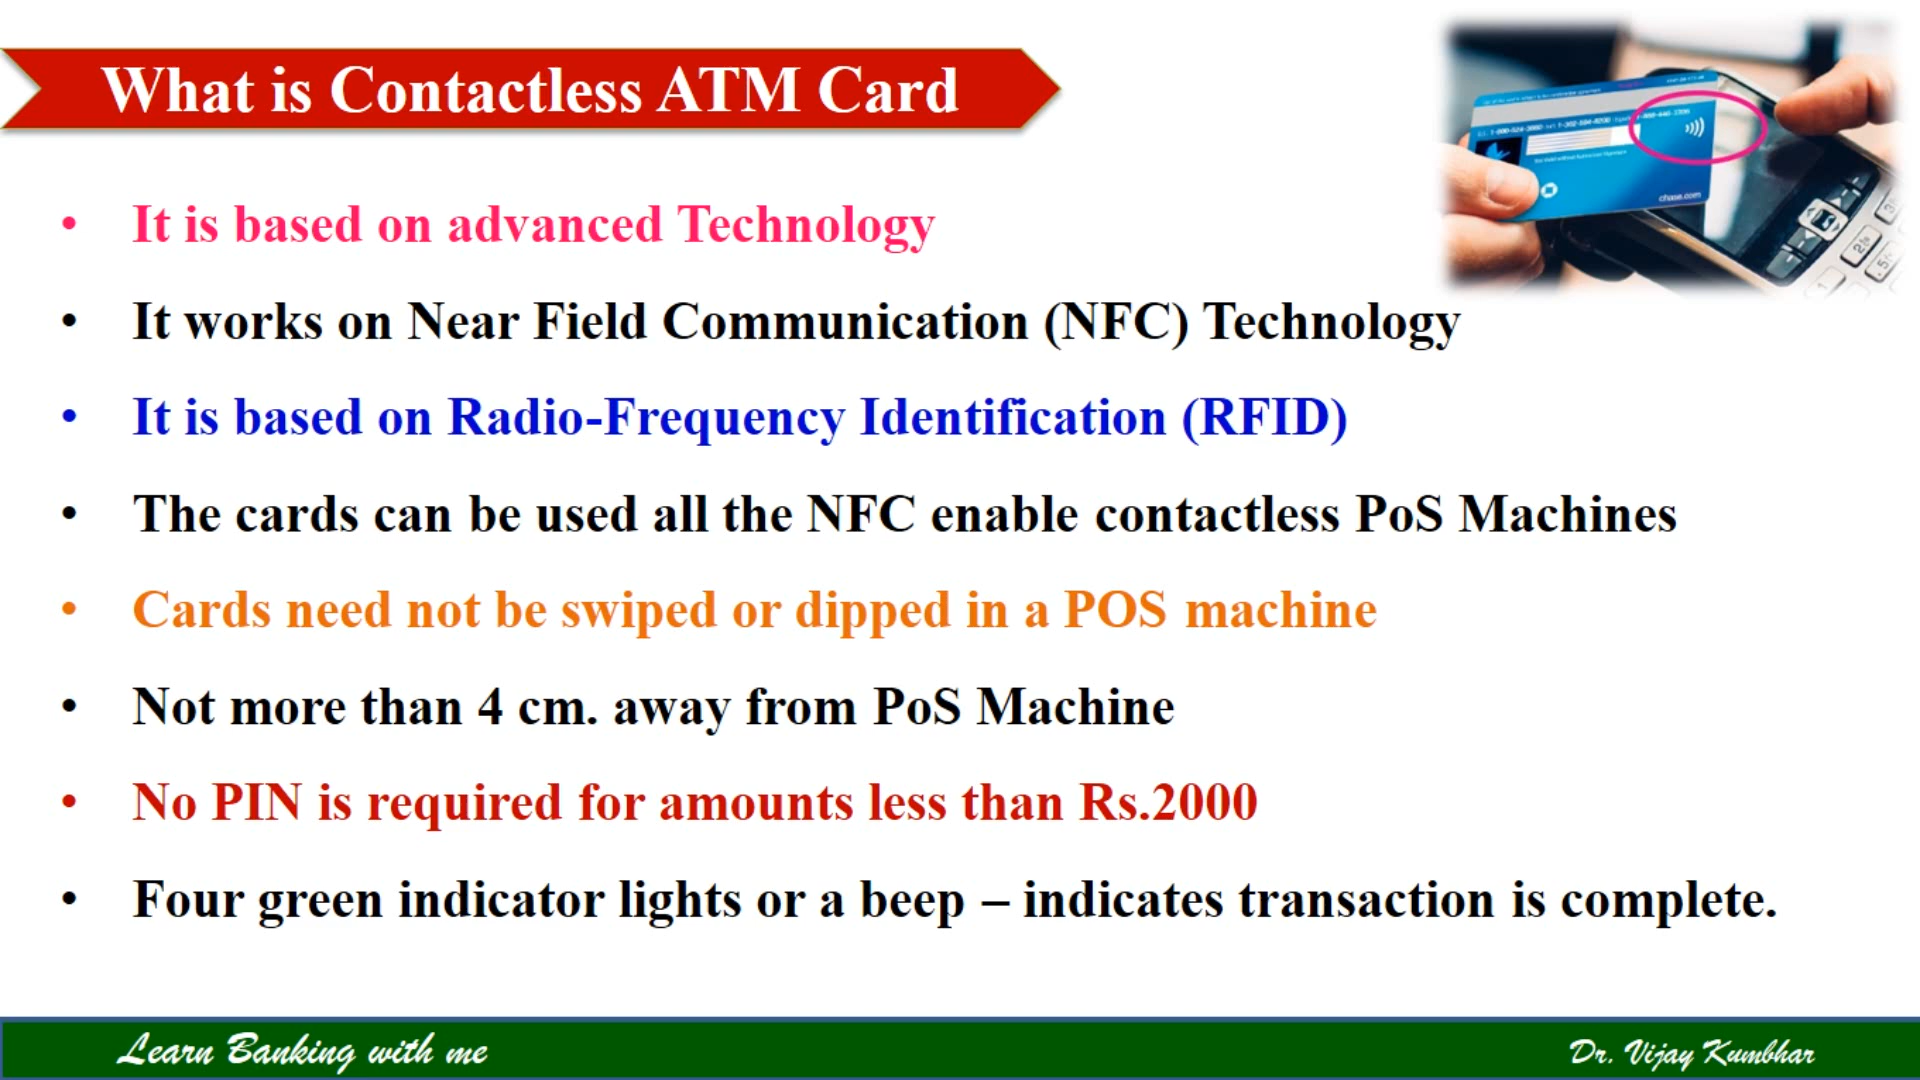 What is Contactless ATM Card
• It is based on advanced Technology
• It works on Near Field Communication (NFC) Technology
• It is based on Radio-Frequency Identification (RFID)
• The cards can be used all the NFC enable contactless PoS Machines
• Cards need not be swiped or dipped in a POS machine
• Not more than 4 cm. away from PoS Machine
• No PIN is required for amounts less than Rs.2000
• Four green indicator lights or a beep – indicates transaction is complete.
chase.com
Learn Banking with me
Dr. Vijay Kumbhar